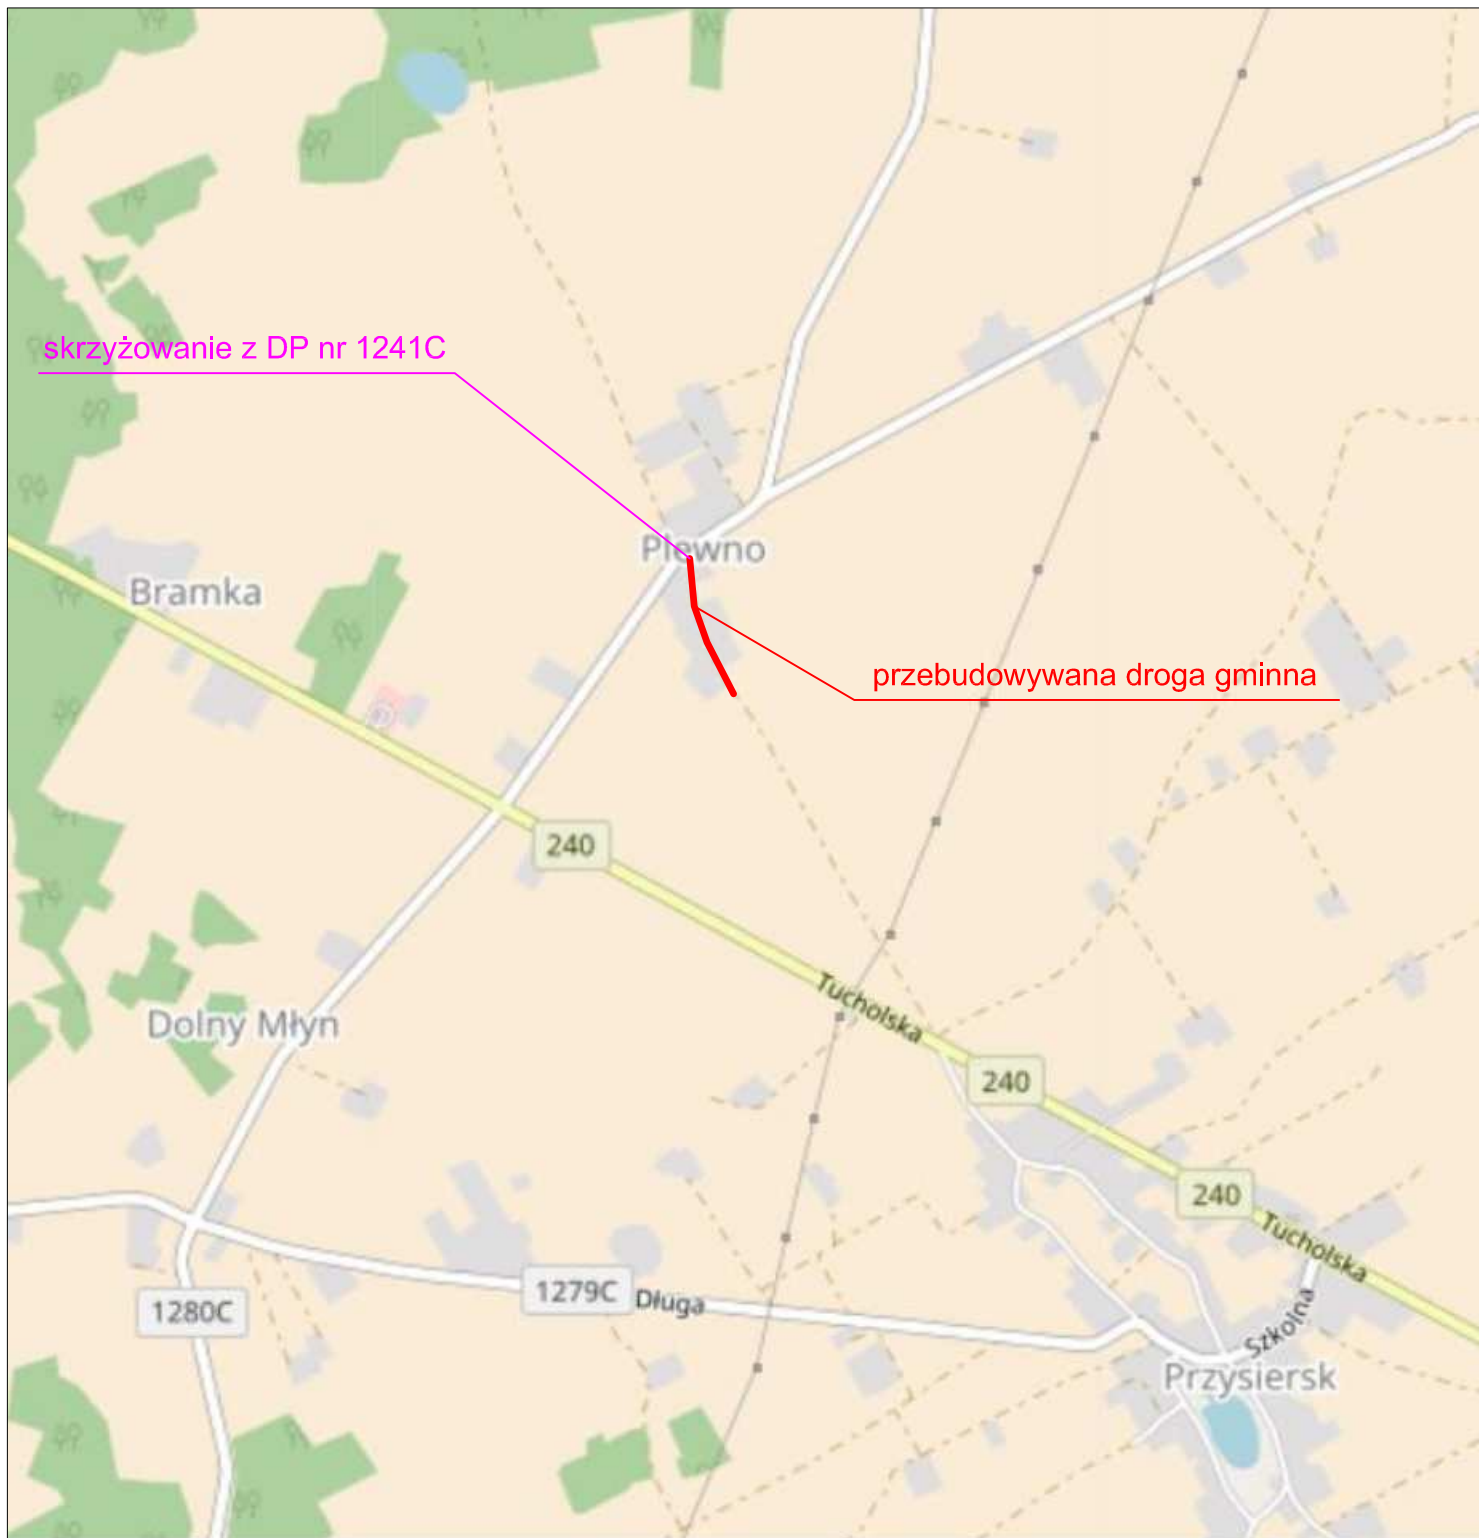 skrzyżowanie z DP nr 1241C
Plewno
Bramka
przebudowywana droga gminna
240
Tucholska
Dolny Młyn
240
240
Tucholska
1279C
Długa
1280C
Szkolna
Przysiersk